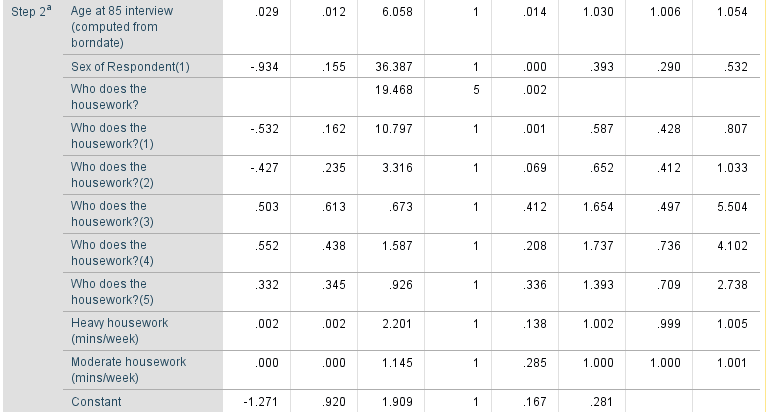 Step 2a Age at 85 interview (computed from borndate) .029 .012 6.058 1 .014 1.030 1.006 1.054
Sex of Respondent(1) -.934 .155 36.387 1 .000 .393 .290 .532
Who does the housework? 19.468 5 .002
Who does the housework?(1) -.532 .162 10.797 1 .001 .587 .428 .807
Who does the housework?(2) -.427 .235 3.316 1 .069 .652 .412 1.033
Who does the housework?(3) .503 .613 .673 1 .412 1.654 .497 5.504
Who does the housework?(4) .552 .438 1.587 1 .208 1.737 .736 4.102
Who does the housework?(5) .332 .345 .926 1 .336 1.393 .709 2.738
Heavy housework (mins/week) .002 .002 2.201 1 .138 1.002 .999 1.005
Moderate housework (mins/week) .000 .000 1.145 1 .285 1.000 1.000 1.001
Constant -1.271 .920 1.909 1 .167 .281